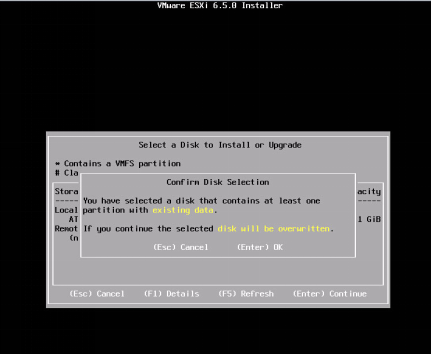 VMware ESXi 6.5.0 Installer
Select a Disk to Install or Upgrade
* Contains a VMFS partition
# Cla
Confirm Disk Selection
Stora
acity
You have selected a disk that contains at least one
Local
partition with existing data.
AT
1 GiB
Remot
If you continue the selected disk will be overwritten.
(n
(Esc) Cancel (Enter) OK
(Esc) Cancel (F1) Details (F5) Refresh (Enter) Continue